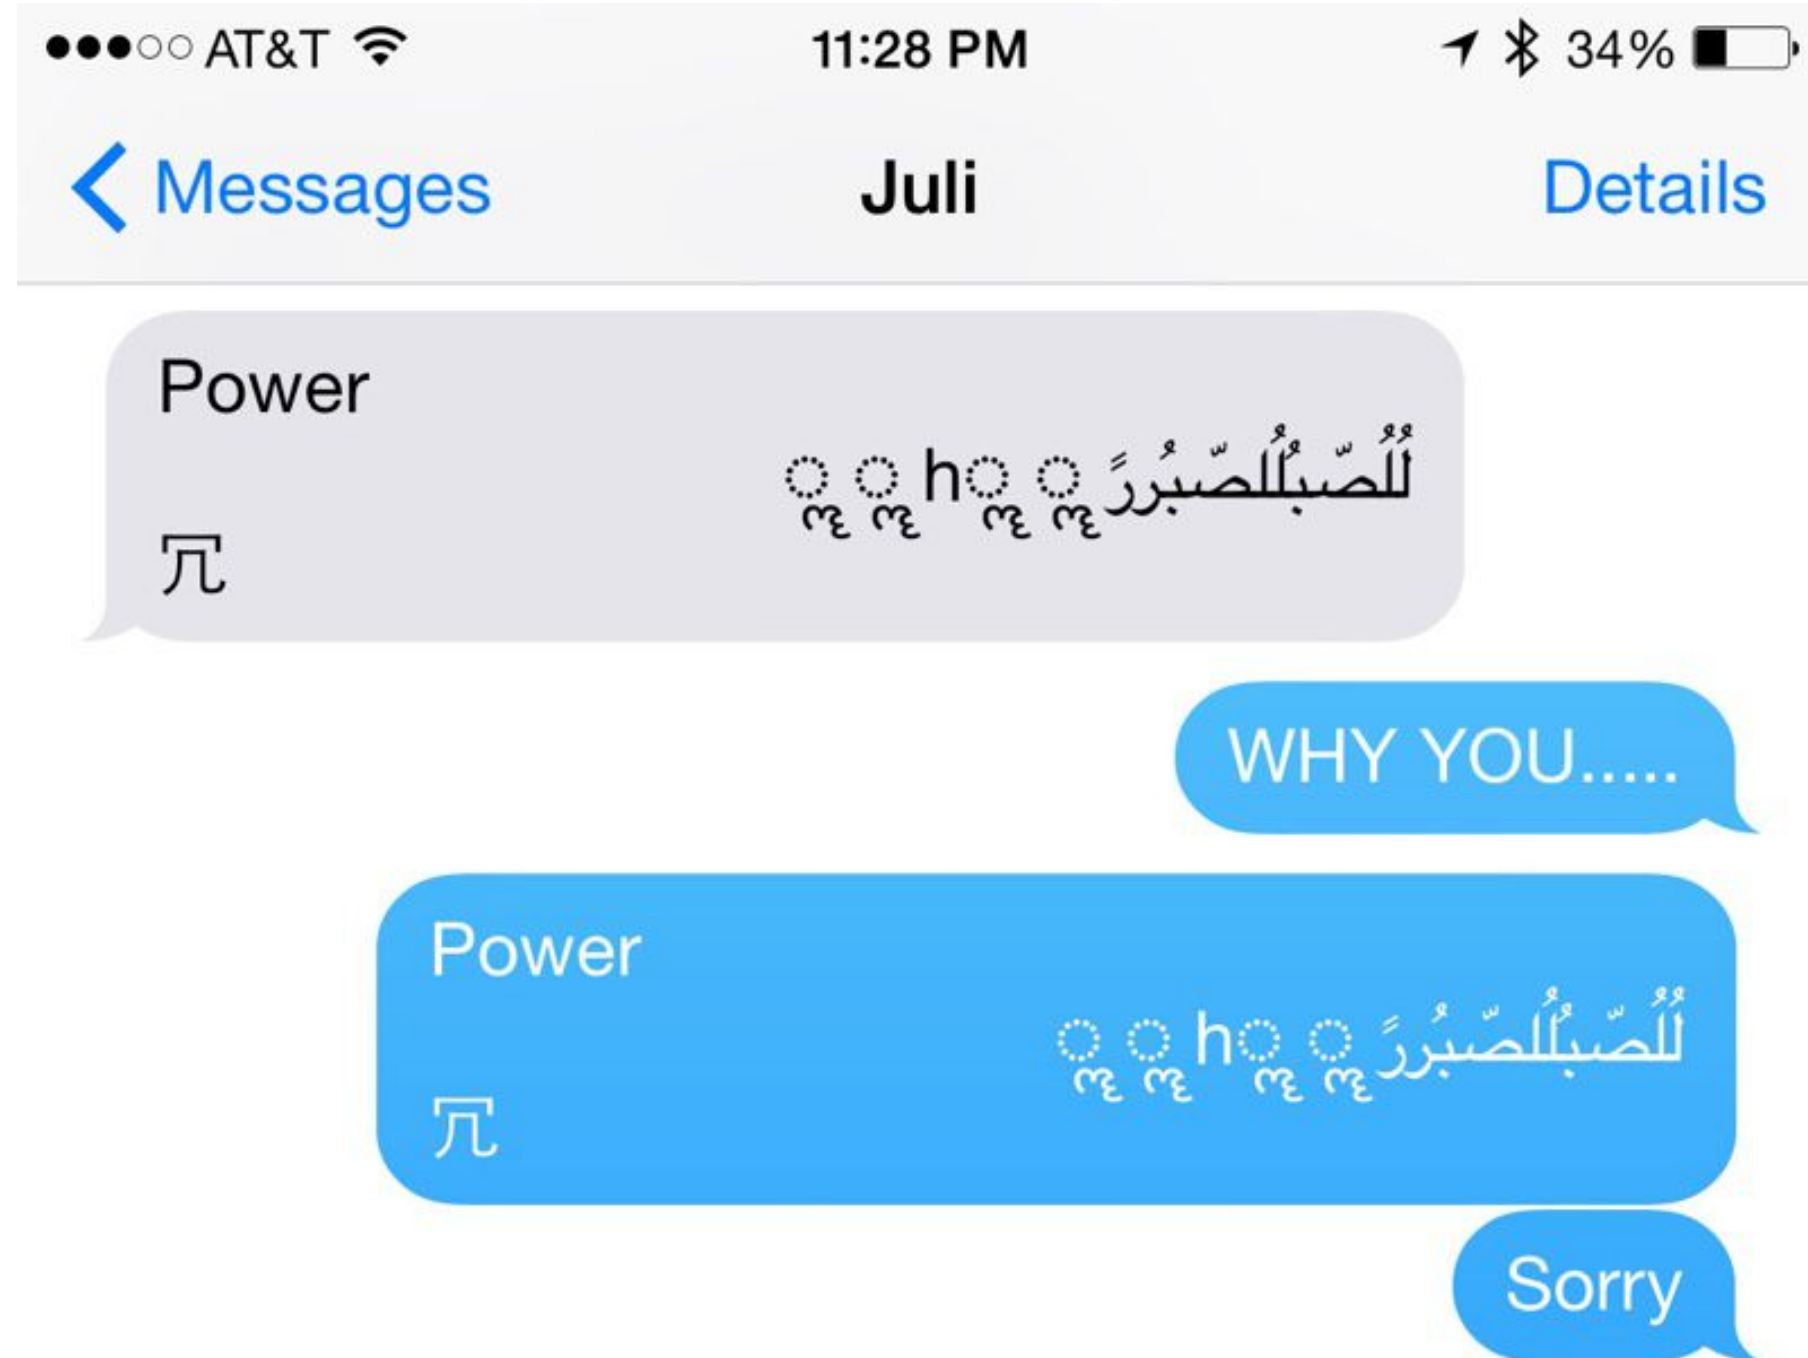 AT&T 11:28 PM 34%
Messages Juli Details
Power
لُلُصّبُلُلصّبُررً ॣ ॣh ॣ ॣ
冗
WHY YOU.....
Power
لُلُصّبُلُلصّبُررً ॣ ॣh ॣ ॣ
冗
Sorry